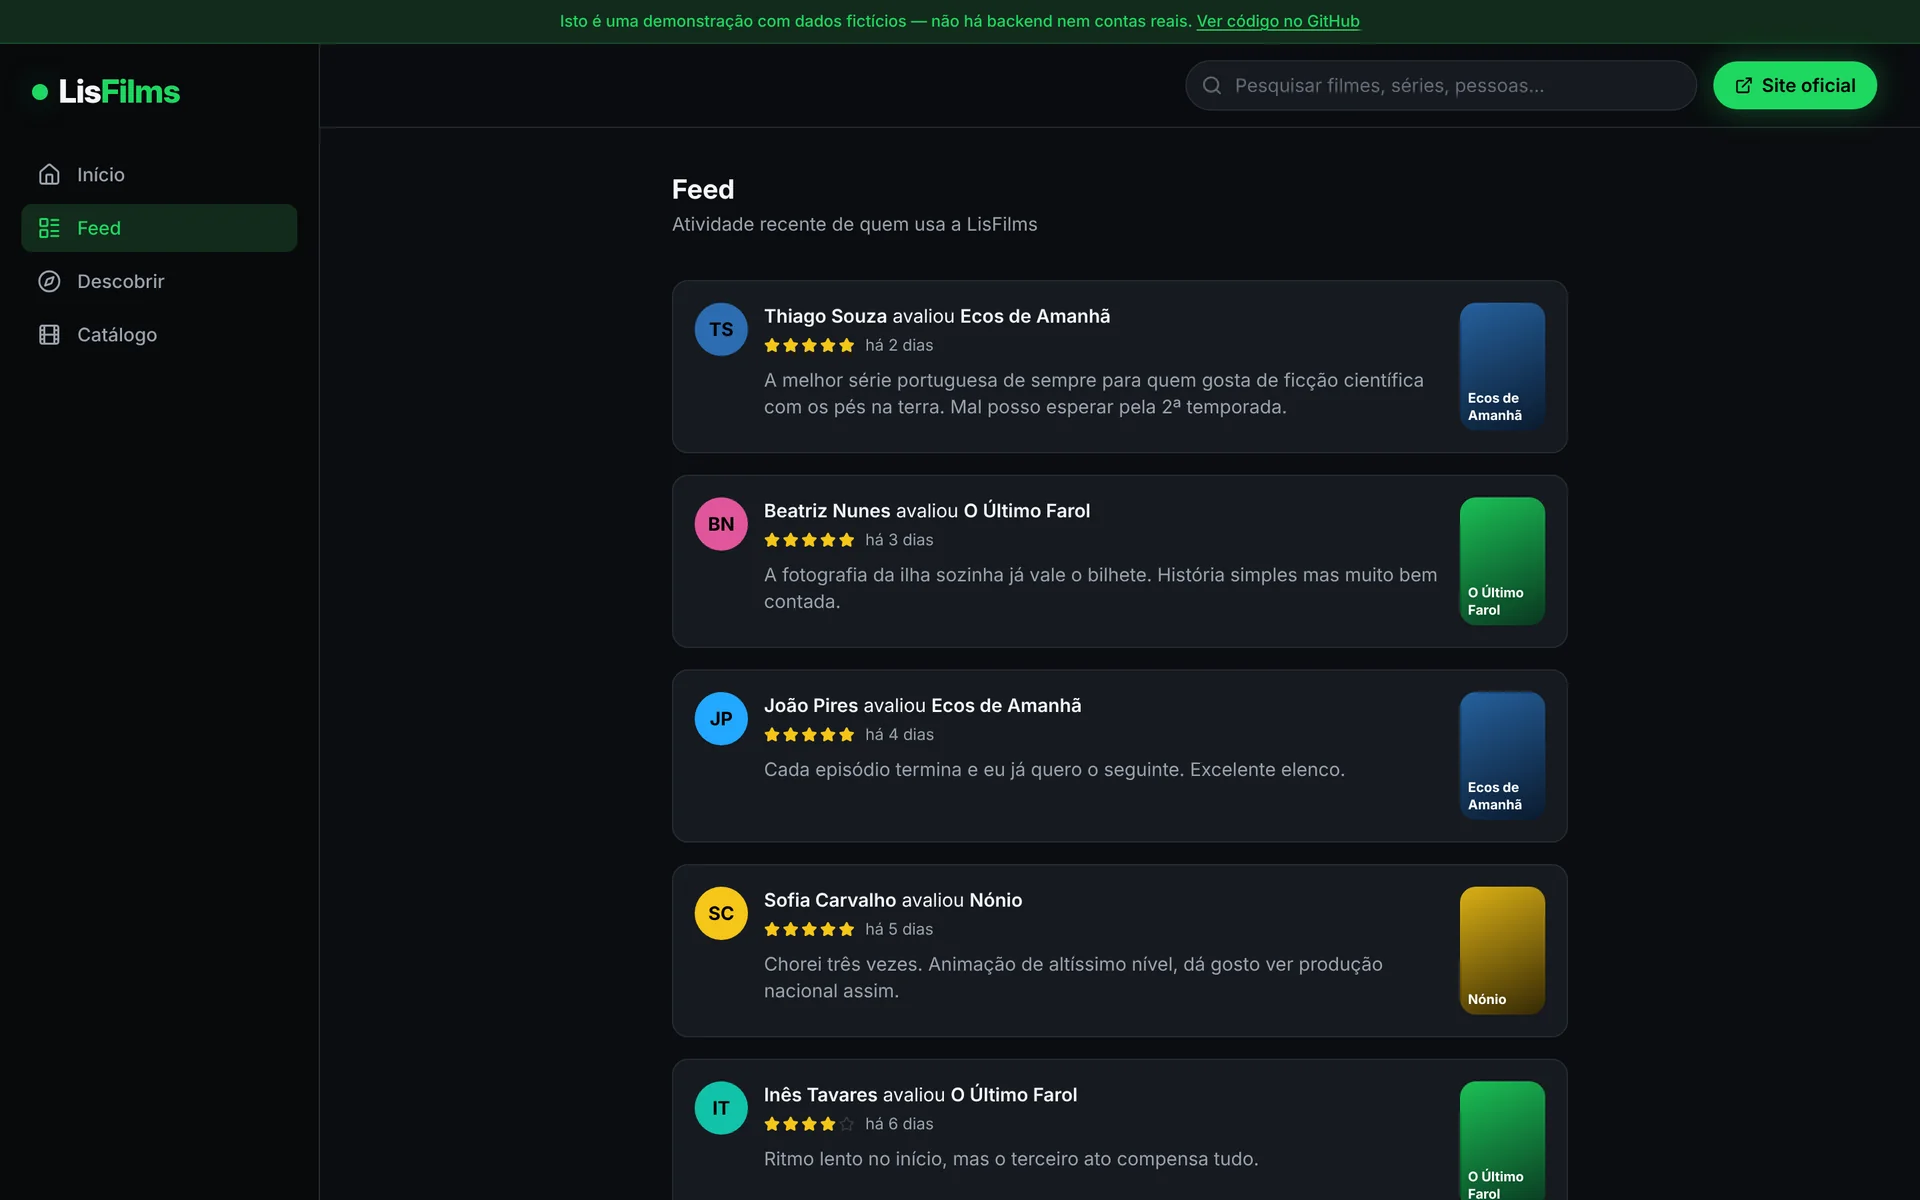 Isto é uma demonstração com dados fictícios — não há backend nem contas reais. Ver código no GitHub
LisFilms
Pesquisar filmes, séries, pessoas...
Site oficial
Início
Feed
Descobrir
Catálogo
Feed
Atividade recente de quem usa a LisFilms
TS
Thiago Souza avaliou Ecos de Amanhã
há 2 dias
A melhor série portuguesa de sempre para quem gosta de ficção científica
com os pés na terra. Mal posso esperar pela 2ª temporada.
Ecos de
Amanhã
BN
Beatriz Nunes avaliou O Último Farol
há 3 dias
A fotografia da ilha sozinha já vale o bilhete. História simples mas muito bem
contada.
O Último
Farol
JP
João Pires avaliou Ecos de Amanhã
há 4 dias
Cada episódio termina e eu já quero o seguinte. Excelente elenco.
Ecos de
Amanhã
SC
Sofia Carvalho avaliou Nónio
há 5 dias
Chorei três vezes. Animação de altíssimo nível, dá gosto ver produção
nacional assim.
Nónio
IT
Inês Tavares avaliou O Último Farol
há 6 dias
Ritmo lento no início, mas o terceiro ato compensa tudo.
O Último
Farol